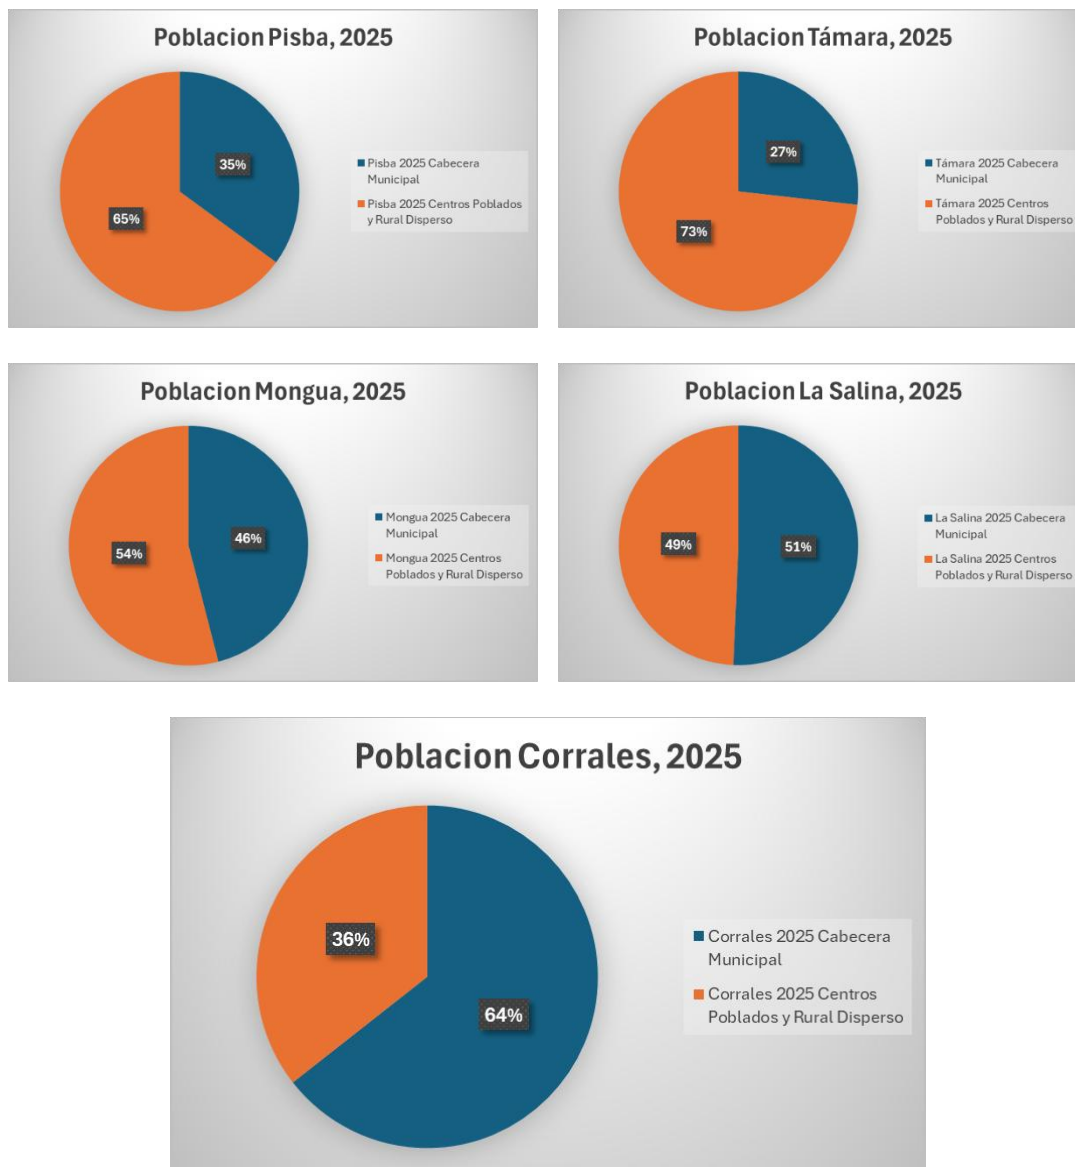 Poblacion Pisba, 2025
35%
65%
Pisba 2025 Cabecera
Municipal
Pisba 2025 Centros Poblados
y Rural Disperso
Poblacion Támara, 2025
27%
73%
Támara 2025 Cabecera
Municipal
Támara 2025 Centros
Poblados y Rural Disperso
Poblacion Mongua, 2025
46%
54%
Mongua 2025 Cabecera
Municipal
Mongua 2025 Centros
Poblados y Rural Disperso
Poblacion La Salina, 2025
49%
51%
La Salina 2025 Cabecera
Municipal
La Salina 2025 Centros
Poblados y Rural Disperso
Poblacion Corrales, 2025
36%
64%
Corrales 2025 Cabecera
Municipal
Corrales 2025 Centros
Poblados y Rural Disperso